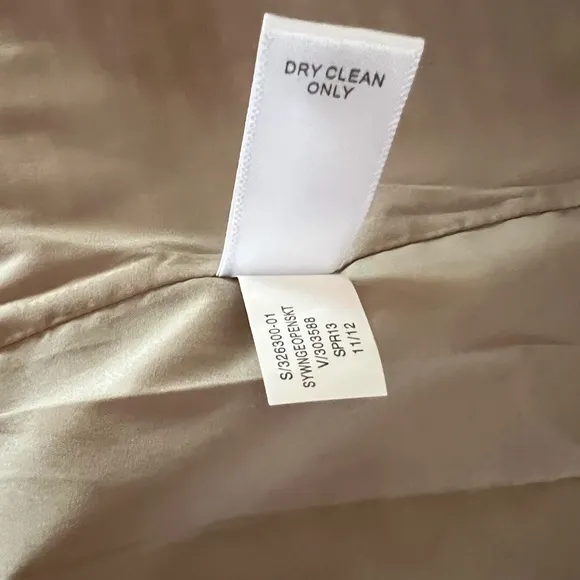 DRY CLEAN
ONLY
S/326300-01
SYWNGEOPENSKT
V/303588
SPR13
11/12